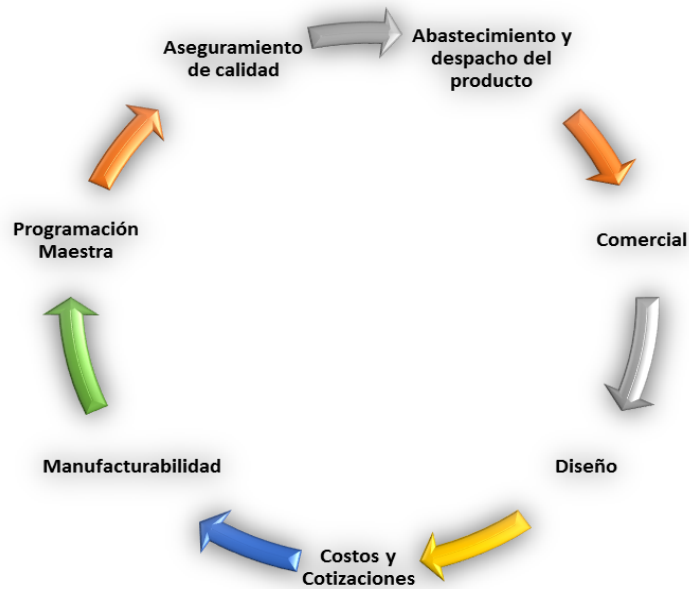 Aseguramiento
de calidad
Abastecimiento y
despacho del
producto
Comercial
Diseño
Costos y
Cotizaciones
Manufacturabilidad
Programación
Maestra